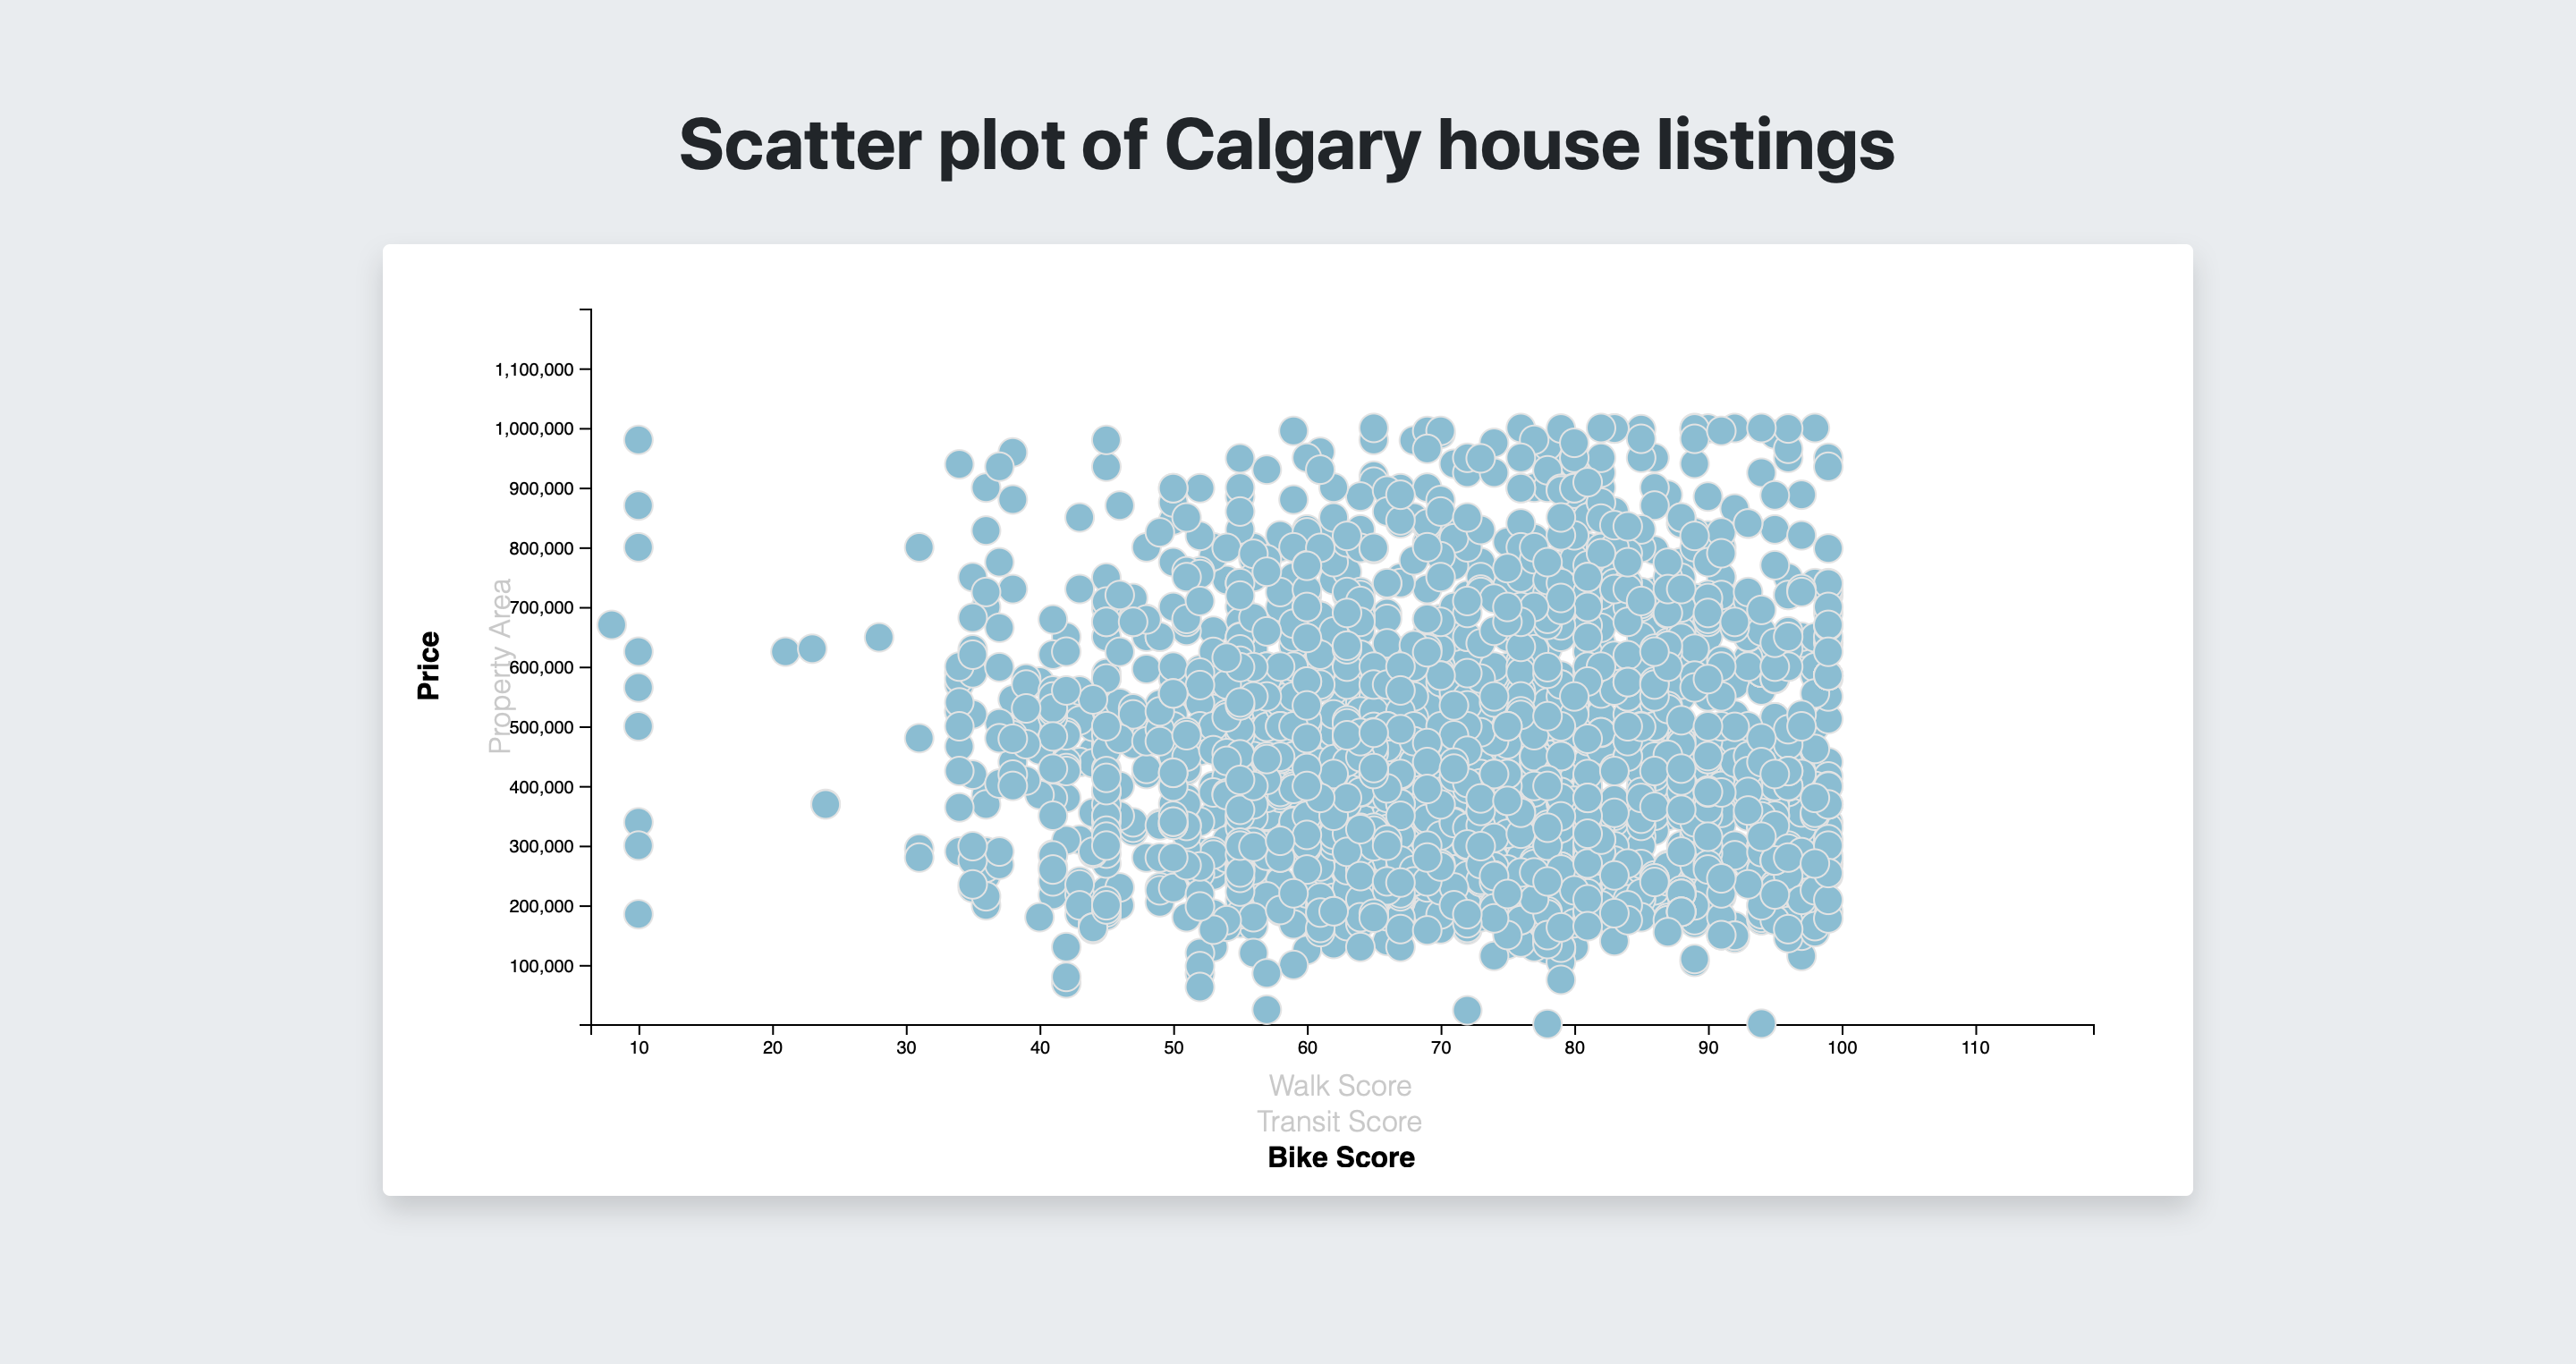 Scatter plot of Calgary house listings
Price
Property Area
1,100,000
1,000,000
900,000
800,000
700,000
600,000
500,000
400,000
300,000
200,000
100,000
10 20 30 40 50 60 70 80 90 100 110
Walk Score
Transit Score
Bike Score